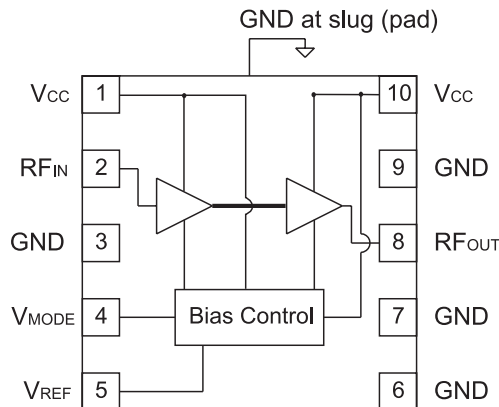 GND at slug (pad)
VCC 1 10 VCC
RFIN 2 9 GND
GND 3 8 RFOUT
VMODE 4 Bias Control 7 GND
VREF 5 6 GND